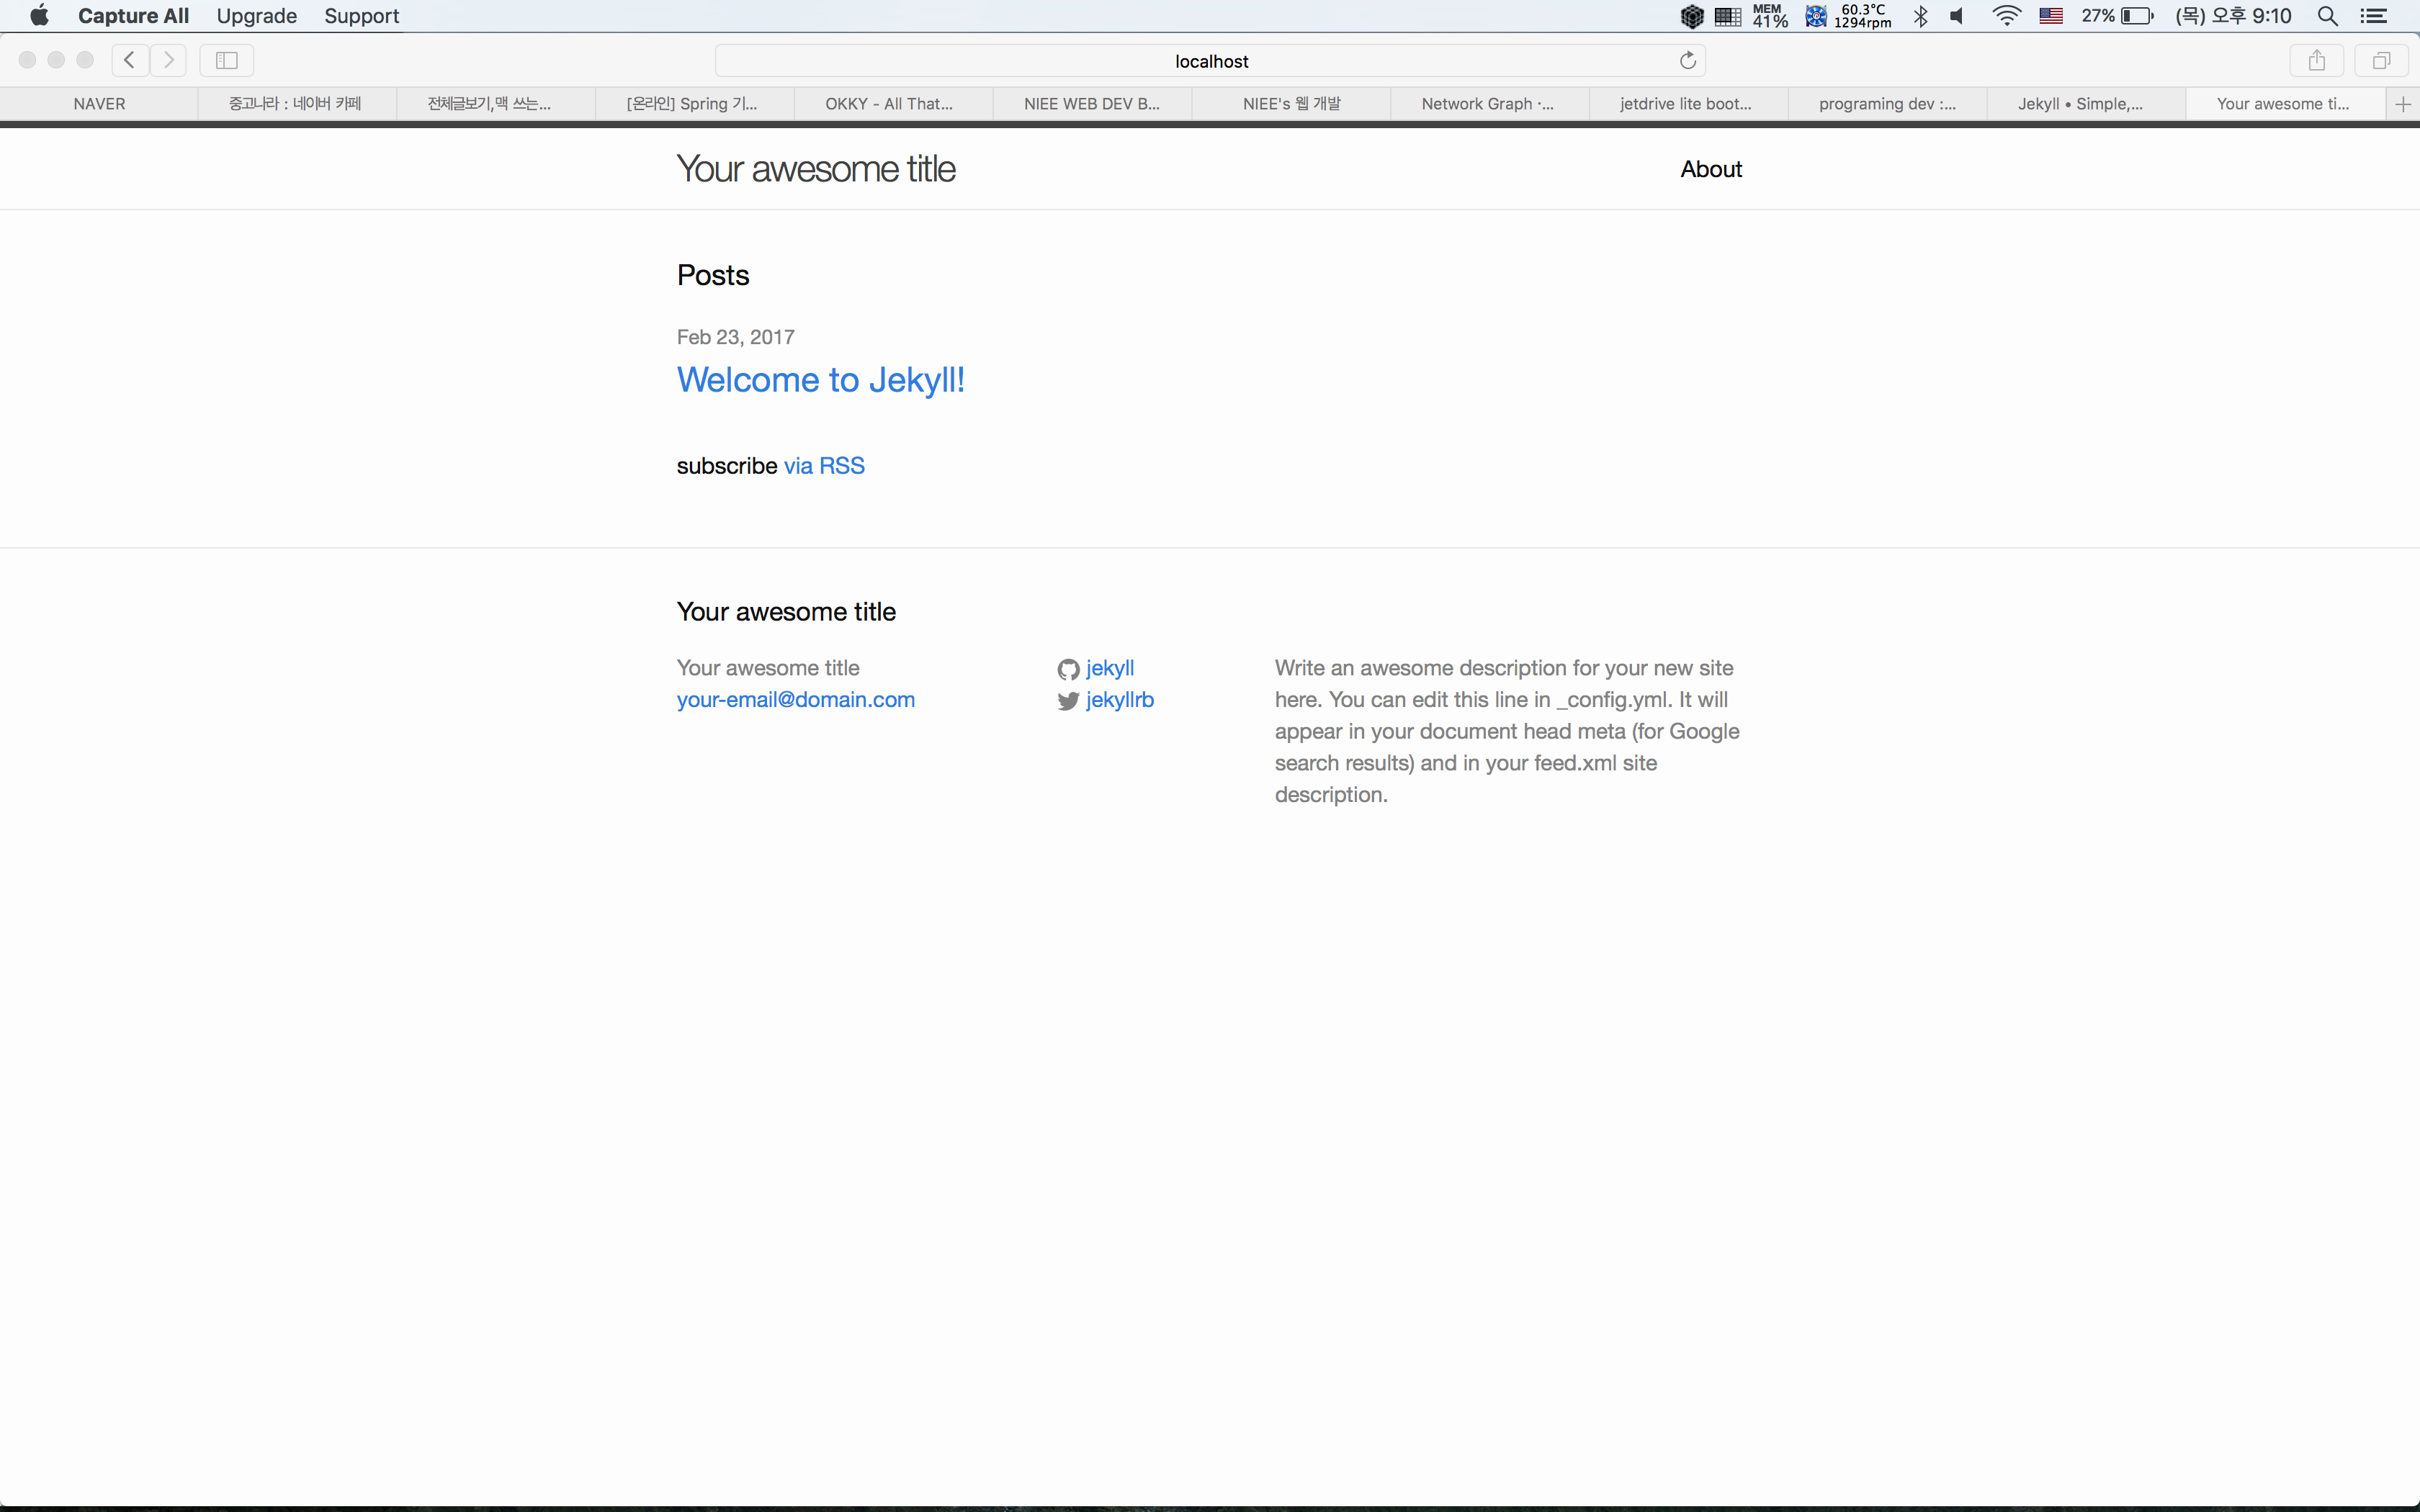 Capture All Upgrade Support MEM 41% 60.3°C 1294rpm 27% (목) 오후 9:10
localhost
NAVER 중고나라 : 네이버 카페 전체글보기,맥 쓰는... [온라인] Spring 기... OKKY - All That... NIEE WEB DEV B... NIEE's 웹 개발 Network Graph ·... jetdrive lite boot... programing dev :... Jekyll • Simple,... Your awesome ti...
Your awesome title About
Posts
Feb 23, 2017
Welcome to Jekyll!
subscribe via RSS
Your awesome title
Your awesome title
your-email@domain.com
jekyll
jekyllrb
Write an awesome description for your new site
here. You can edit this line in _config.yml. It will
appear in your document head meta (for Google
search results) and in your feed.xml site
description.